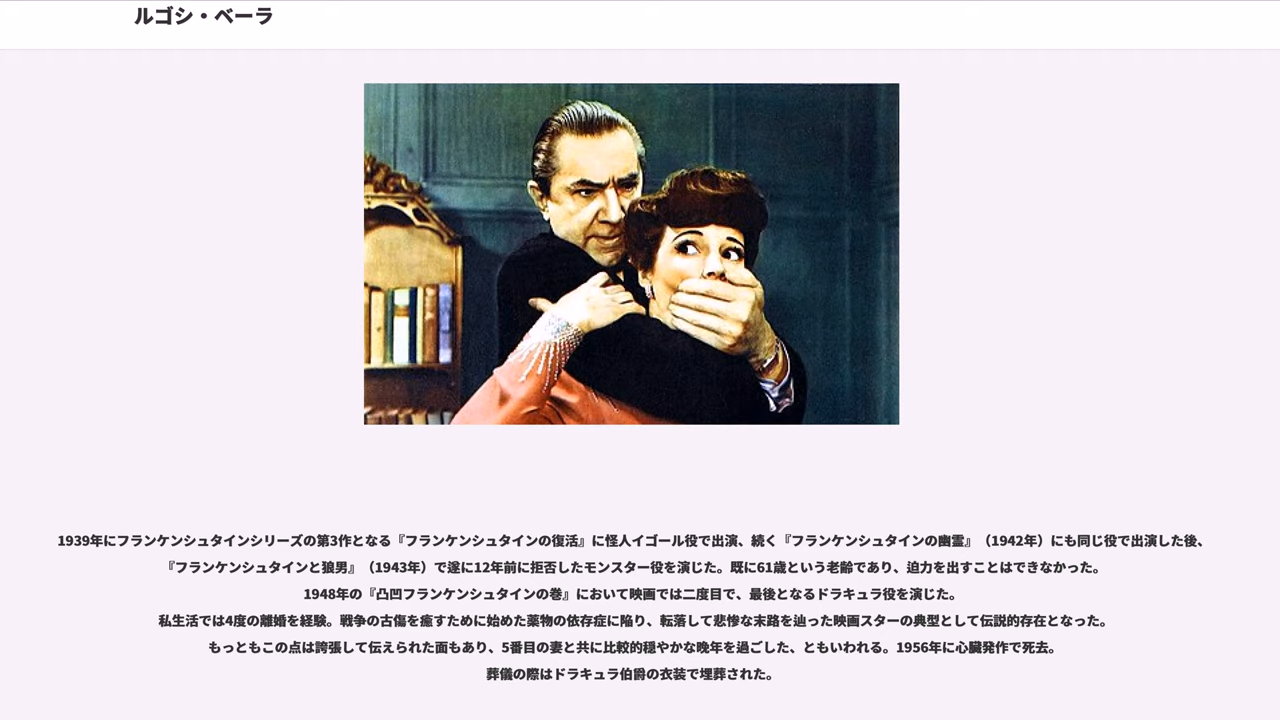 ルゴシ・ベーラ
1939年にフランケンシュタインシリーズの第3作となる『フランケンシュタインの復活』に怪人イゴール役で出演、続く『フランケンシュタインの幽霊』（1942年）にも同じ役で出演した後、
『フランケンシュタインと狼男』（1943年）で遂に12年前に拒否したモンスター役を演じた。既に61歳という老齢であり、迫力を出すことはできなかった。
1948年の『凸凹フランケンシュタインの巻』において映画では二度目で、最後となるドラキュラ役を演じた。
私生活では4度の離婚を経験。戦争の古傷を癒すために始めた薬物の依存症に陥り、転落して悲惨な末路を辿った映画スターの典型として伝説的存在となった。
もっともこの点は誇張して伝えられた面もあり、5番目の妻と共に比較的穏やかな晩年を過ごした、ともいわれる。1956年に心臓発作で死去。
葬儀の際はドラキュラ伯爵の衣装で埋葬された。